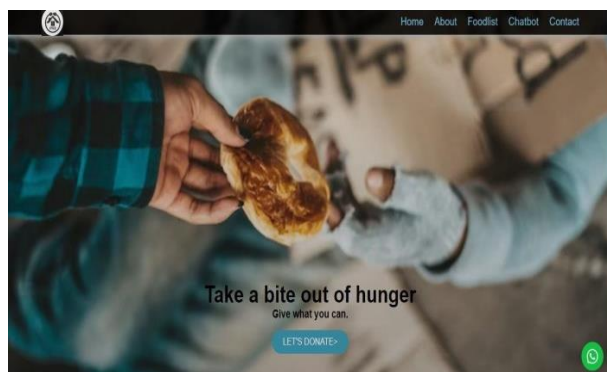 Home About Foodlist Chatbot Contact
Take a bite out of hunger
Give what you can.
LET'S DONATE>